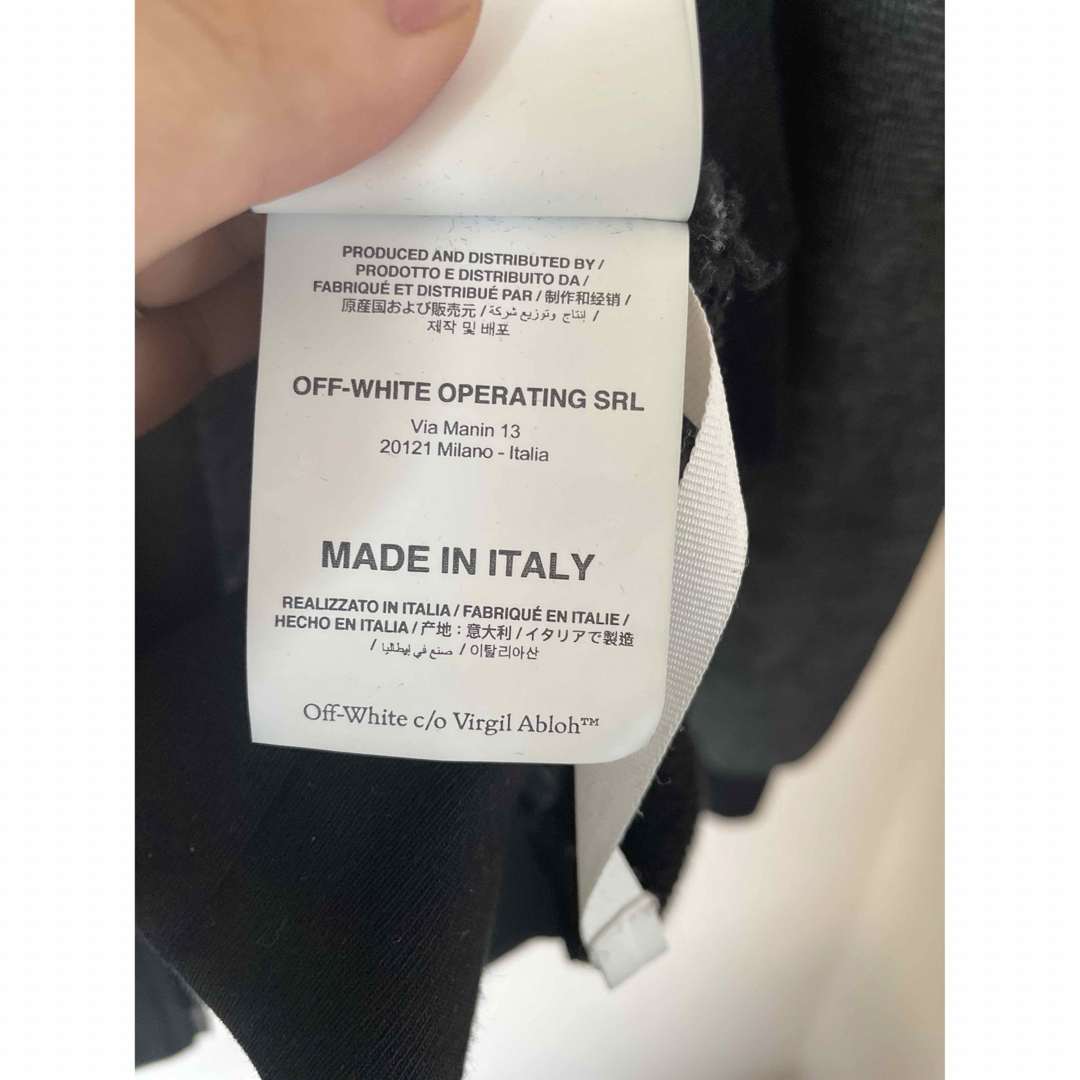 PRODUCED AND DISTRIBUTED BY /
PRODOTTO E DISTRIBUITO DA /
FABRIQUÉ ET DISTRIBUÉ PAR / 制作和经销 /
原産国および販売元 / إنتاج وتوزيع شركة /
제작 및 배포
OFF-WHITE OPERATING SRL
Via Manin 13
20121 Milano - Italia
MADE IN ITALY
REALIZZATO IN ITALIA / FABRIQUÉ EN ITALIE /
HECHO EN ITALIA / 产地：意大利 / イタリアで製造
/ صنع في إيطاليا / 이탈리아산
Off-White c/o Virgil Abloh™